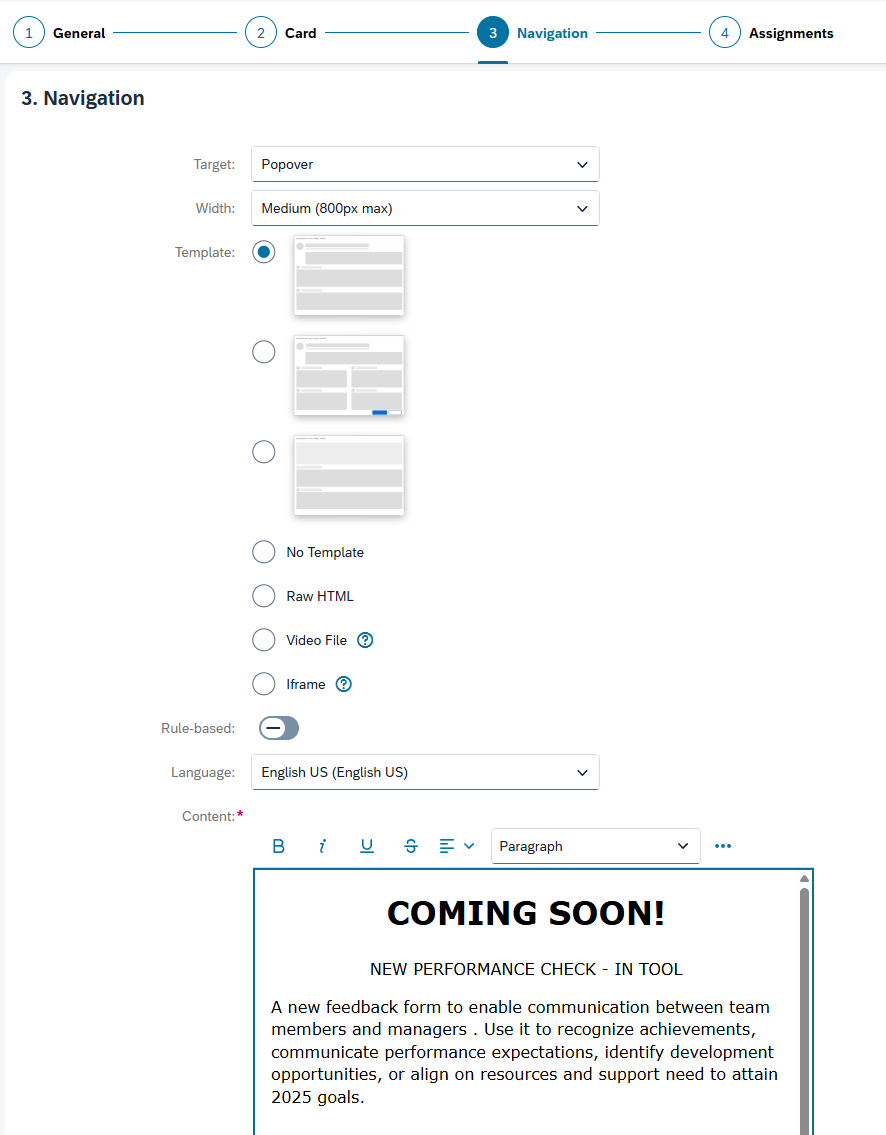 1 General 2 Card 3 Navigation 4 Assignments
3. Navigation
Target: Popover
Width: Medium (800px max)
Template:
No Template
Raw HTML
Video File ?
Iframe ?
Rule-based:
Language: English US (English US)
Content:*
B i U S Paragraph
COMING SOON!
NEW PERFORMANCE CHECK - IN TOOL
A new feedback form to enable communication between team
members and managers . Use it to recognize achievements,
communicate performance expectations, identify development
opportunities, or align on resources and support need to attain
2025 goals.